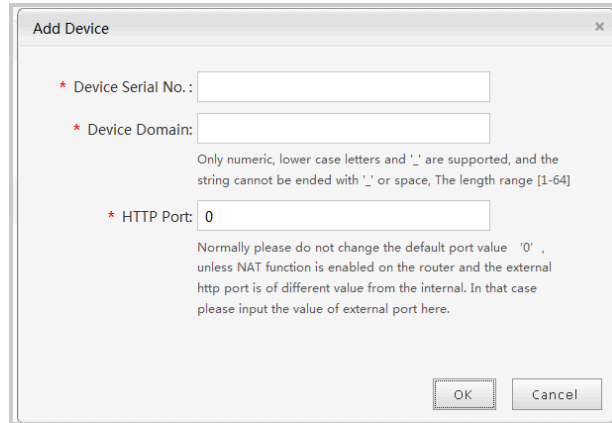 Add Device ×
* Device Serial No. :
* Device Domain:
Only numeric, lower case letters and '_' are supported, and the
string cannot be ended with '_' or space, The length range [1-64]
* HTTP Port: 0
Normally please do not change the default port value ‘0’,
unless NAT function is enabled on the router and the external
http port is of different value from the internal. In that case
please input the value of external port here.
OK Cancel